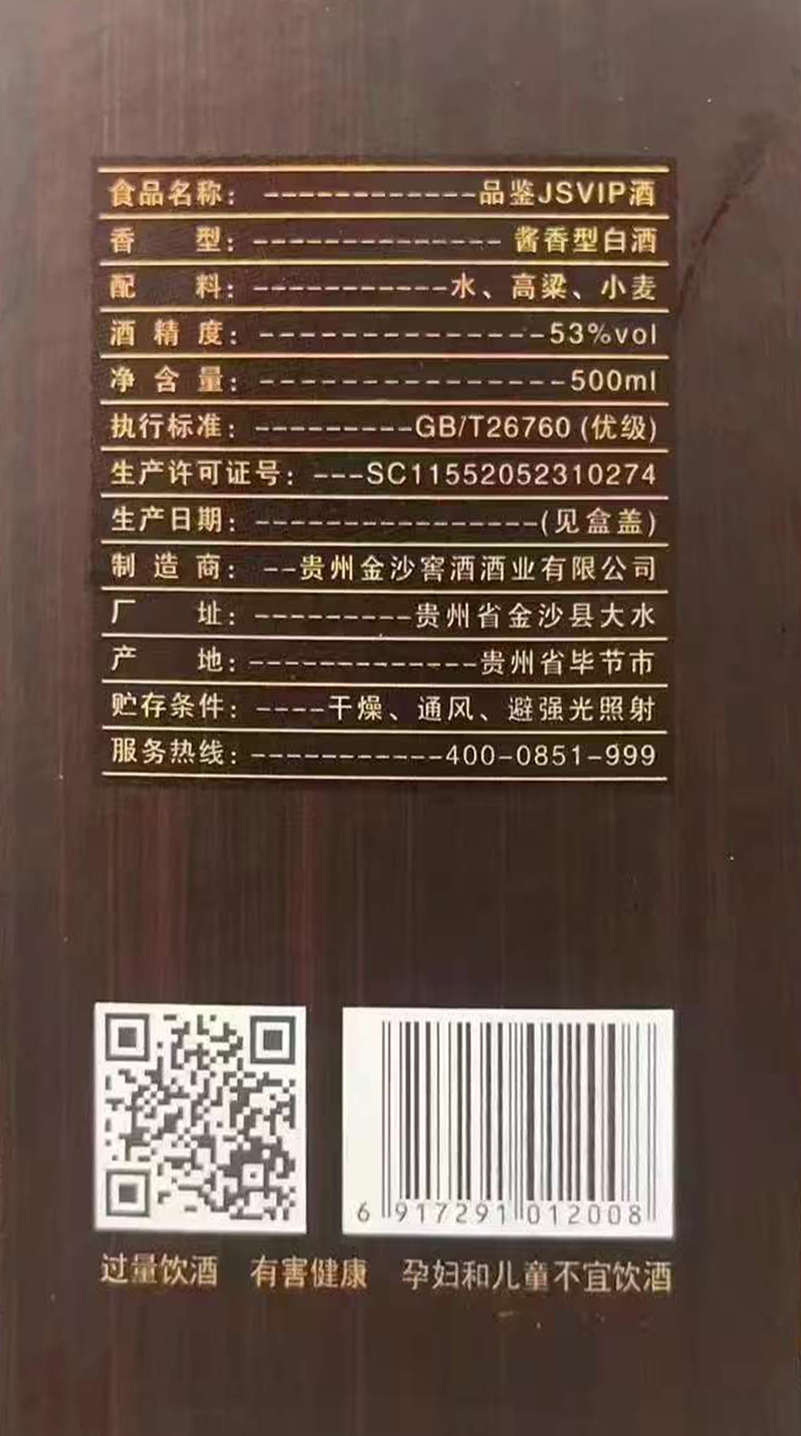 食品名称：------------品鉴JSVIP酒
香型：--------------酱香型白酒
配料：-----------水、高粱、小麦
酒精度：----------------53%vol
净含量：----------------500ml
执行标准：---------GB/T26760(优级)
生产许可证号：---SC11552052310274
生产日期：----------------(见盒盖)
制造商：--贵州金沙窖酒酒业有限公司
厂址：---------贵州省金沙县大水
产地：-------------贵州省毕节市
贮存条件：----干燥、通风、避强光照射
服务热线：-----------400-0851-999
6 917291 012008
过量饮酒 有害健康 孕妇和儿童不宜饮酒